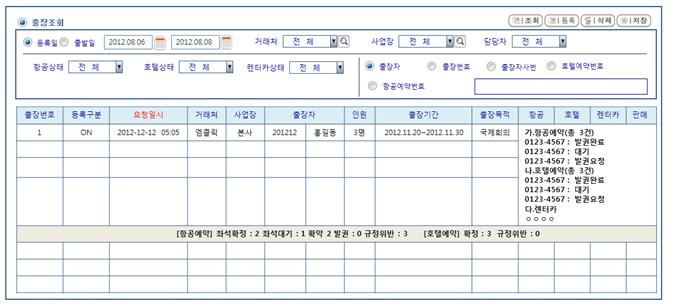 출장조회 조회 등록 삭제 저장
등록일 출발일 2012.08.06 2012.08.08 거래처 전 체 사업장 전 체 담당자 전 체
항공상태 전 체 호텔상태 전 체 렌터카상태 전 체 출장자 출장번호 출장자사번 호텔예약번호
항공예약번호
출장번호 등록구분 요청일시 거래처 사업장 출장자 인원 출장기간 출장목적 항공 호텔 렌터카 판매
1 ON 2012-12-12 05:05 엠클릭 본사 201212 홍길동 3명 2012.11.20~2012.11.30 국제회의 가.항공예약(총 3건)
0123-4567 : 발권완료
0123-4567 : 대기
0123-4567 : 발권요청
나.호텔예약(총 3건)
0123-4567 : 발권완료
0123-4567 : 대기
0123-4567 : 발권요청
다.렌터카
ㅇㅇㅇㅇ
[항공예약] 좌석확정 : 2 좌석대기 : 1 확약 2 발권 : 0 규정위반 : 3 [호텔예약] 확정 : 3 규정위반 : 0